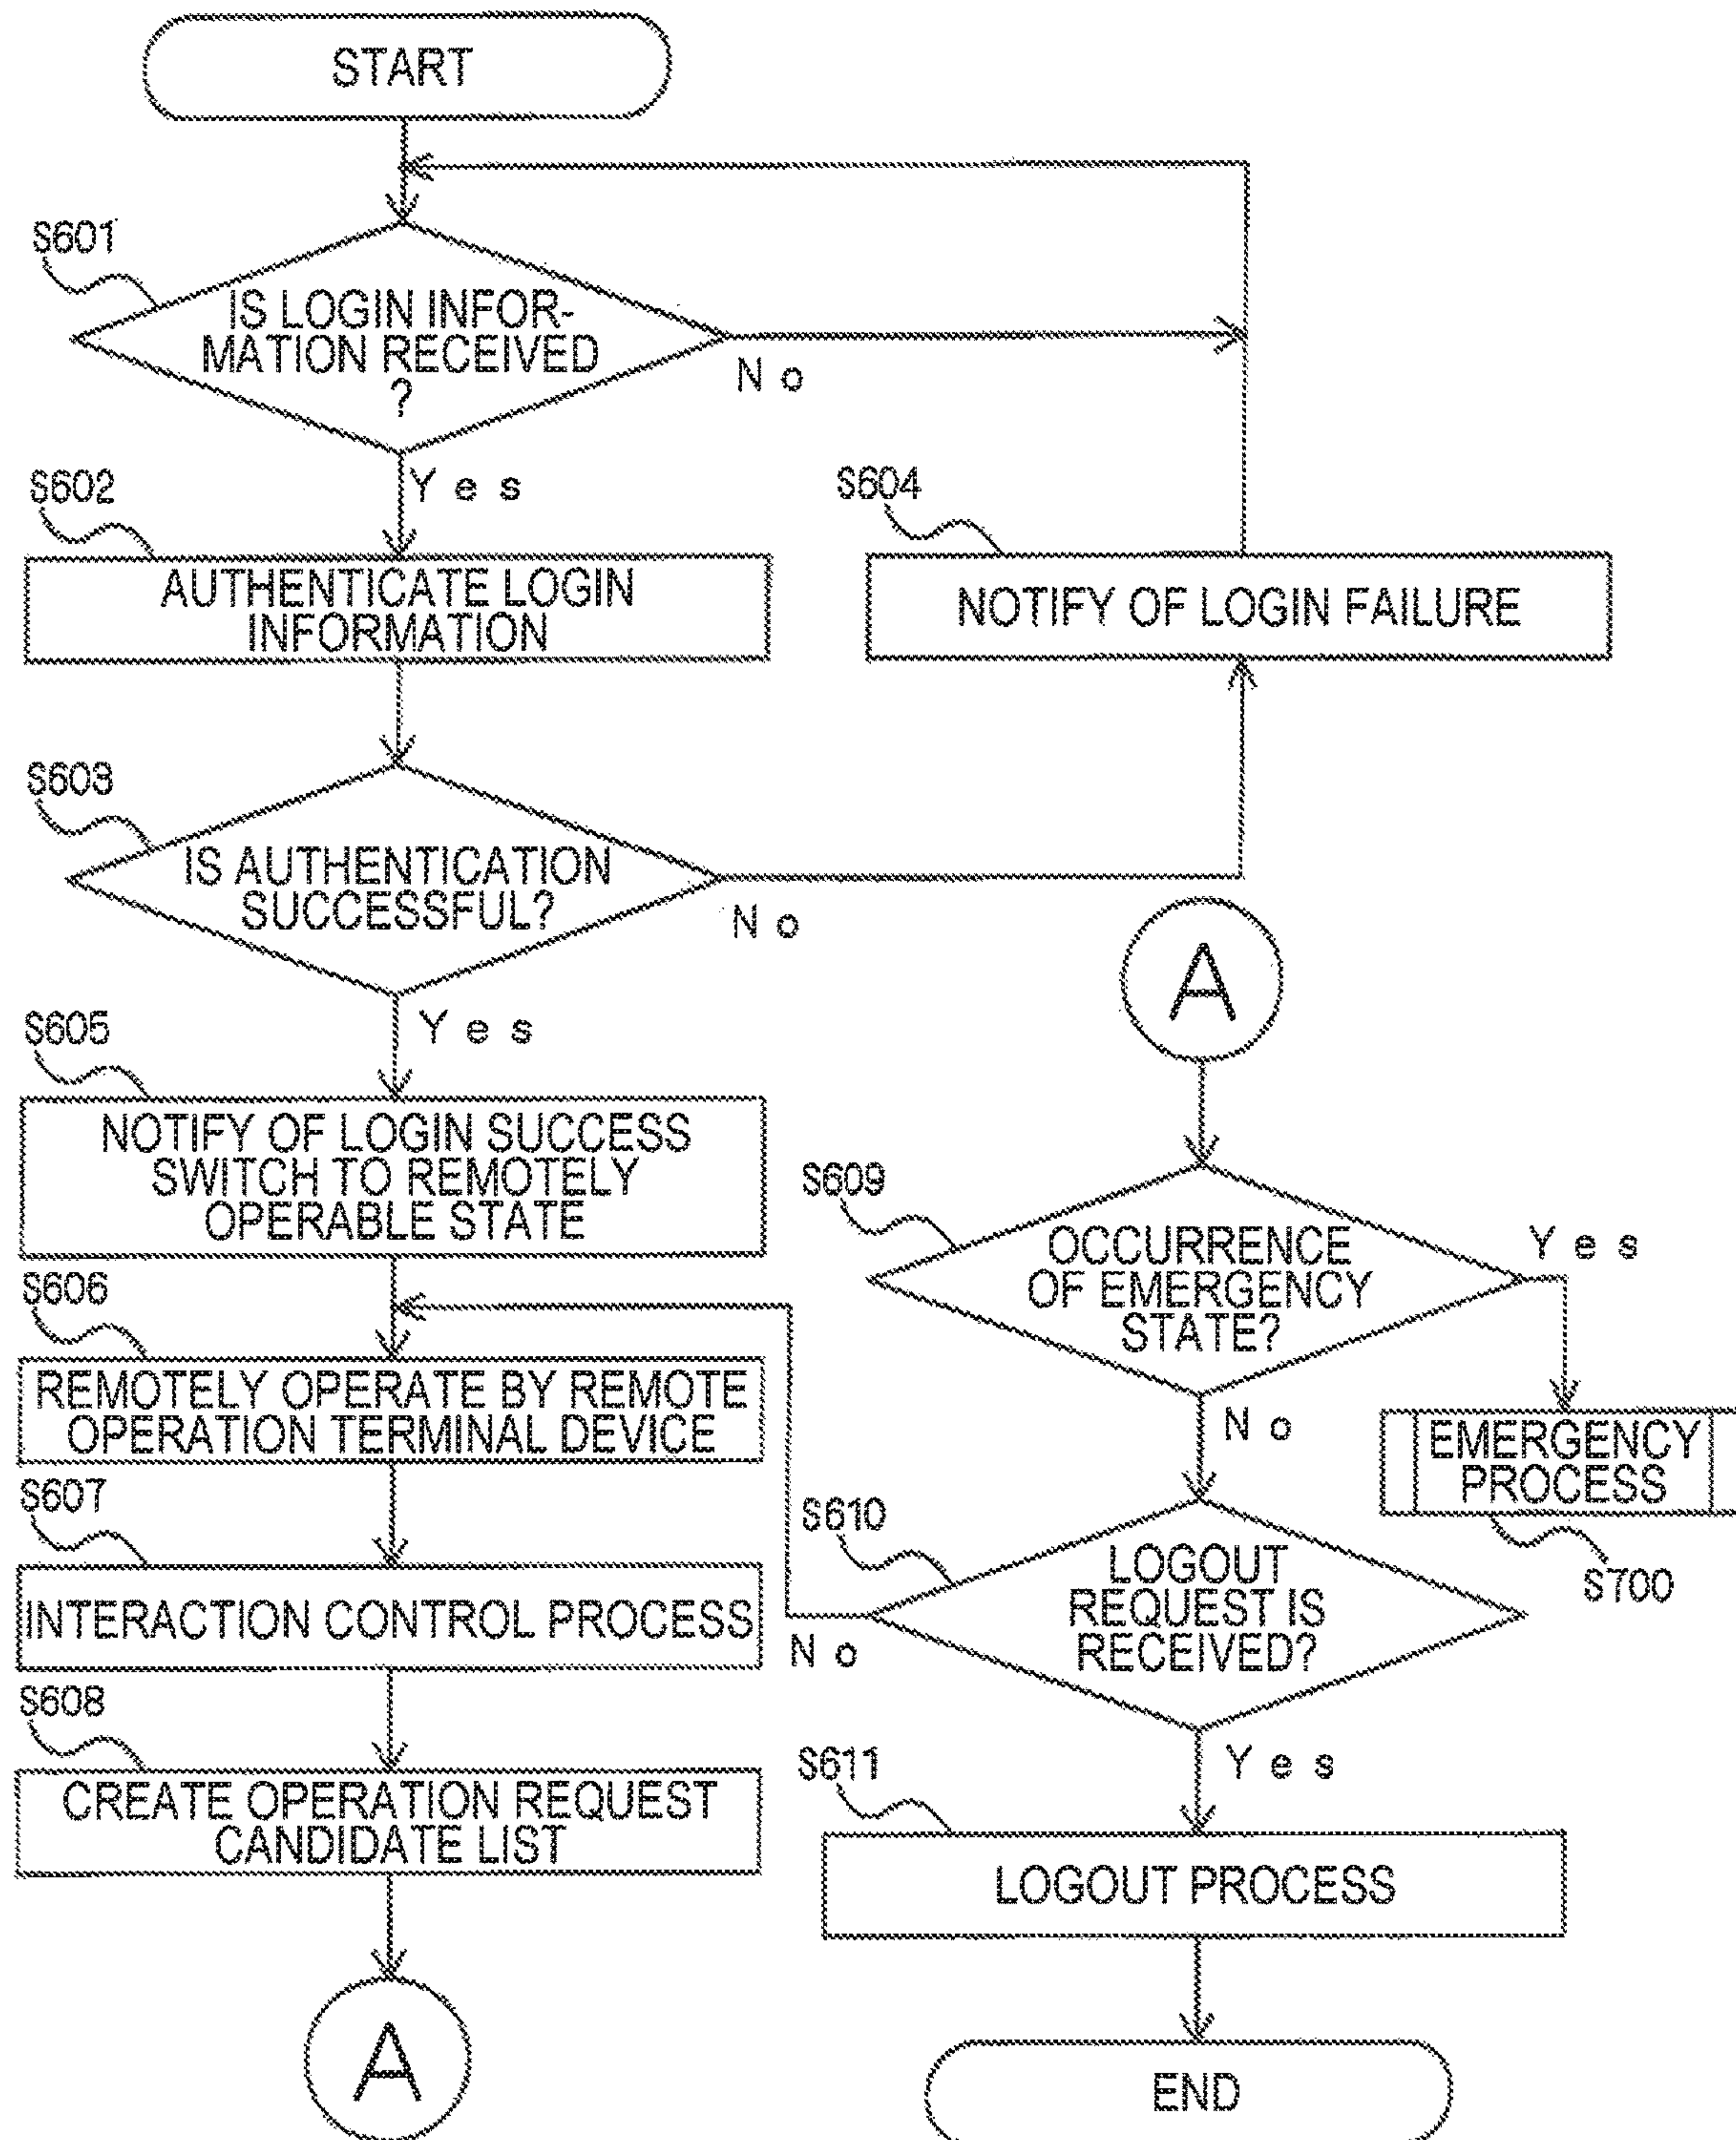 START
S601
IS LOGIN INFOR-
MATION RECEIVED
?
No
Yes
S602
AUTHENTICATE LOGIN
INFORMATION
S604
NOTIFY OF LOGIN FAILURE
S603
IS AUTHENTICATION
SUCCESSFUL?
No
Yes
S605
NOTIFY OF LOGIN SUCCESS
SWITCH TO REMOTELY
OPERABLE STATE
S606
REMOTELY OPERATE BY REMOTE
OPERATION TERMINAL DEVICE
S607
INTERACTION CONTROL PROCESS
S608
CREATE OPERATION REQUEST
CANDIDATE LIST
A
A
S609
OCCURRENCE
OF EMERGENCY
STATE?
Yes
No
EMERGENCY
PROCESS
S700
S610
LOGOUT
REQUEST IS
RECEIVED?
No
Yes
S611
LOGOUT PROCESS
END